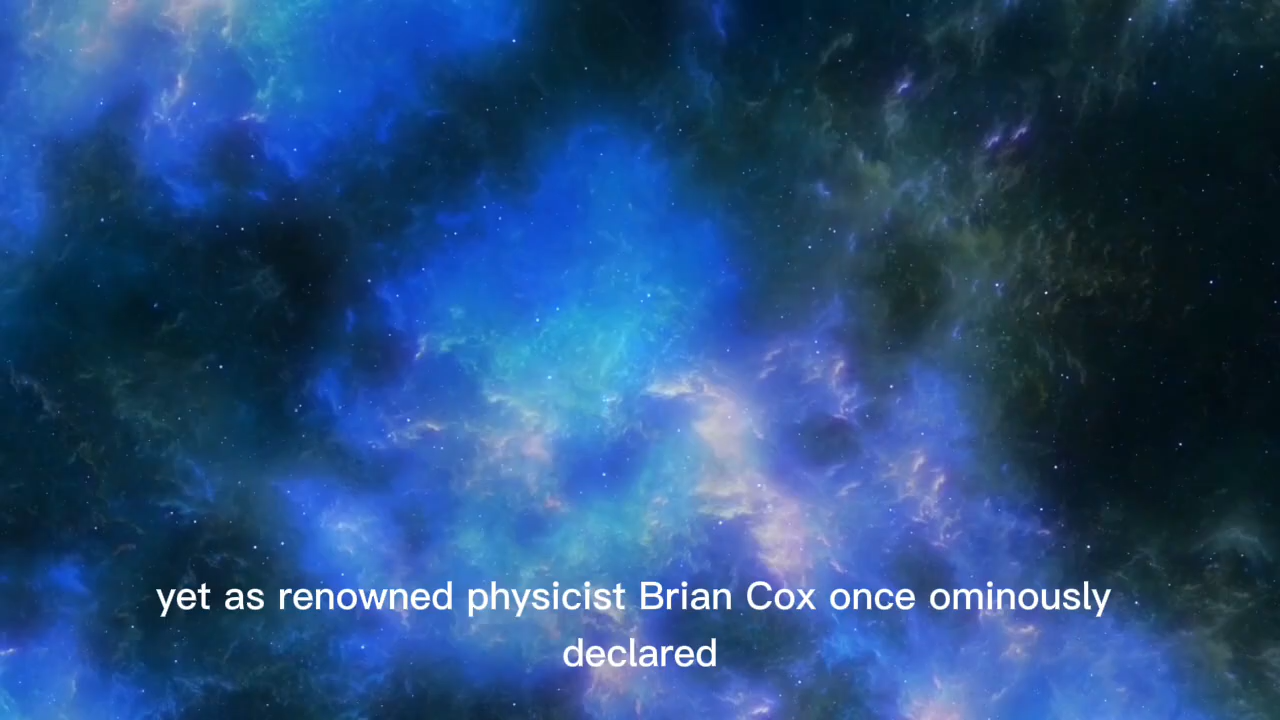 yet as renowned physicist Brian Cox once ominously
declared